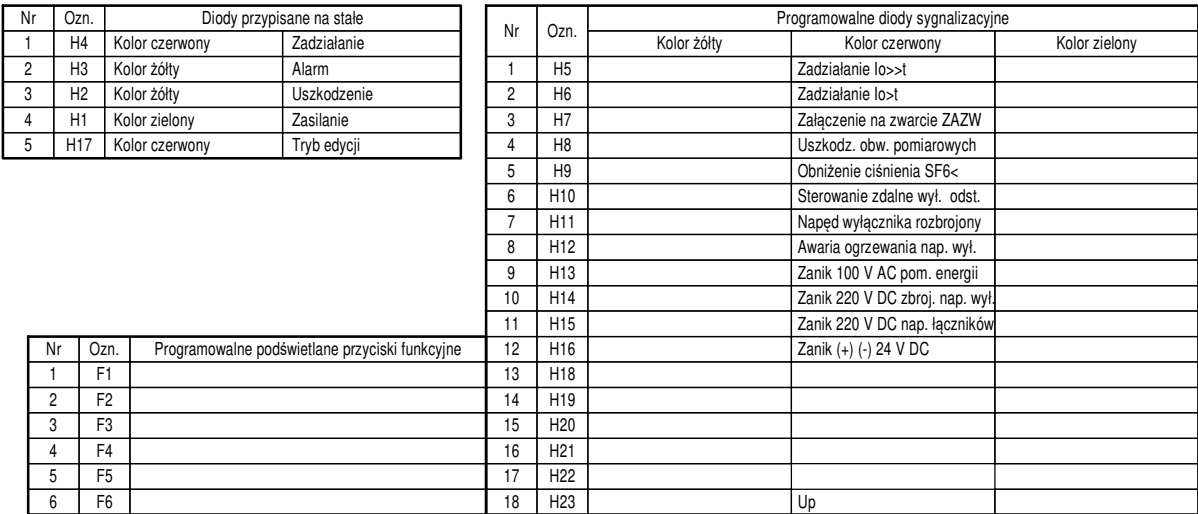 Nr Ozn. Diody przypisane na stałe
1 H4 Kolor czerwony Zadziałanie
2 H3 Kolor żółty Alarm
3 H2 Kolor żółty Uszkodzenie
4 H1 Kolor zielony Zasilanie
5 H17 Kolor czerwony Tryb edycji
Nr Ozn. Programowalne diody sygnalizacyjne
Kolor żółty Kolor czerwony Kolor zielony
1 H5 Zadziałanie Io>>t
2 H6 Zadziałanie Io>t
3 H7 Załączenie na zwarcie ZAZW
4 H8 Uszkodz. obw. pomiarowych
5 H9 Obniżenie ciśnienia SF6<
6 H10 Sterowanie zdalne wył. odst.
7 H11 Napęd wyłącznika rozbrojony
8 H12 Awaria ogrzewania nap. wył.
9 H13 Zanik 100 V AC pom. energii
10 H14 Zanik 220 V DC zbroj. nap. wył.
11 H15 Zanik 220 V DC nap. łączników
12 H16 Zanik (+) (-) 24 V DC
13 H18
14 H19
15 H20
16 H21
17 H22
18 H23 Up
Nr Ozn. Programowalne podświetlane przyciski funkcyjne
1 F1
2 F2
3 F3
4 F4
5 F5
6 F6